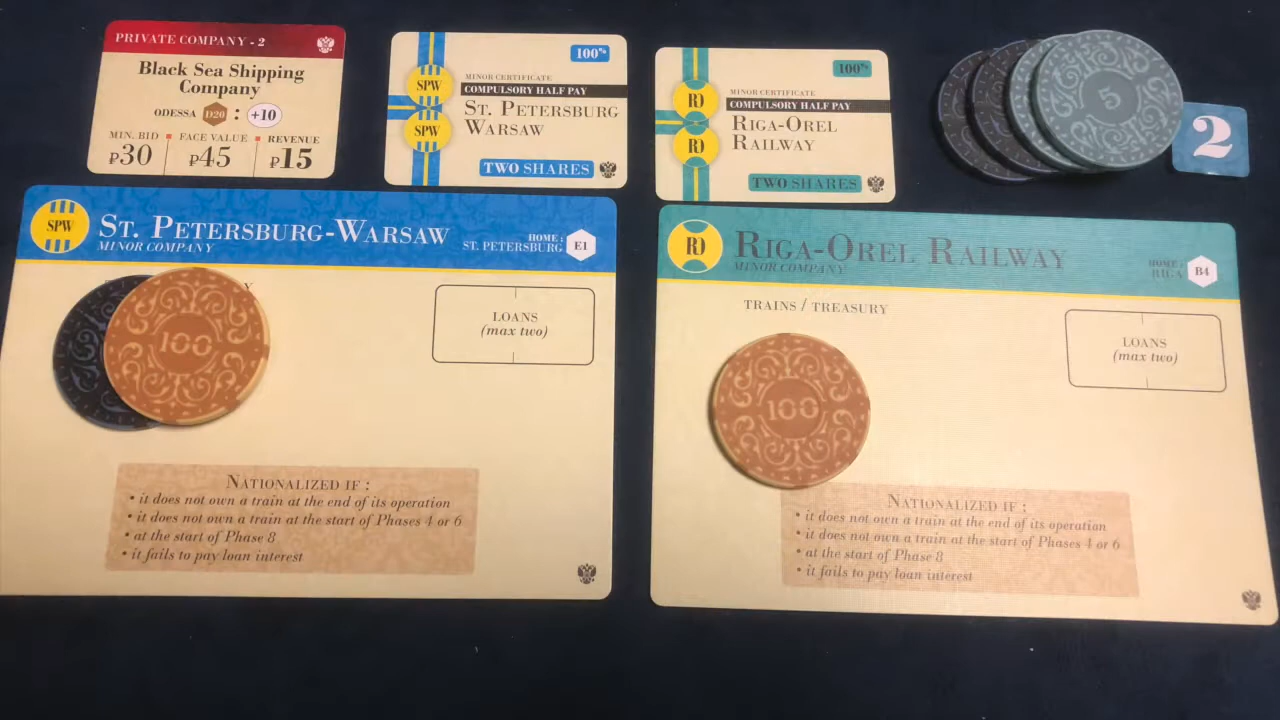 PRIVATE COMPANY - 2
Black Sea Shipping
Company
ODESSA D20 : +10
MIN. BID FACE VALUE REVENUE
₽30 ₽45 ₽15
100%
SPW
SPW
MINOR CERTIFICATE
COMPULSORY HALF PAY
ST. PETERSBURG
WARSAW
TWO SHARES
100%
RO
RO
MINOR CERTIFICATE
COMPULSORY HALF PAY
RIGA-OREL
RAILWAY
TWO SHARES
5
2
SPW
ST. PETERSBURG-WARSAW
MINOR COMPANY
HOME:
ST. PETERSBURG E1
Y
100
LOANS
(max two)
NATIONALIZED IF :
• it does not own a train at the end of its operation
• it does not own a train at the start of Phases 4 or 6
• at the start of Phase 8
• it fails to pay loan interest
RO
RIGA-OREL RAILWAY
MINOR COMPANY
HOME:
RIGA B4
TRAINS / TREASURY
100
LOANS
(max two)
NATIONALIZED IF :
• it does not own a train at the end of its operation
• it does not own a train at the start of Phases 4 or 6
• at the start of Phase 8
• it fails to pay loan interest